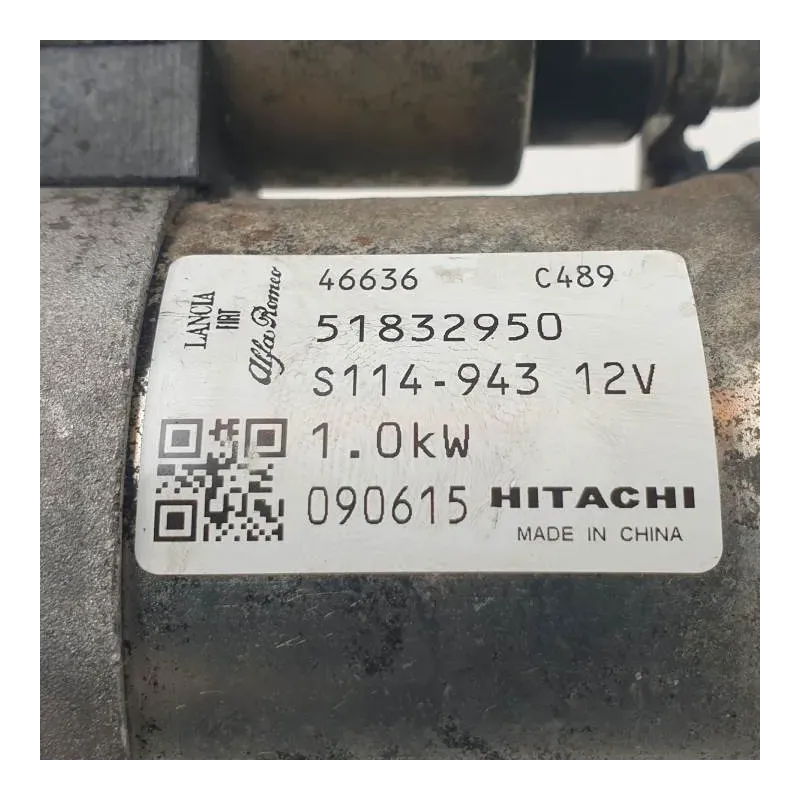 LANCIA
FIAT
Alfa Romeo
46636 C489
51832950
S114-943 12V
1.0kW
090615 HITACHI
MADE IN CHINA